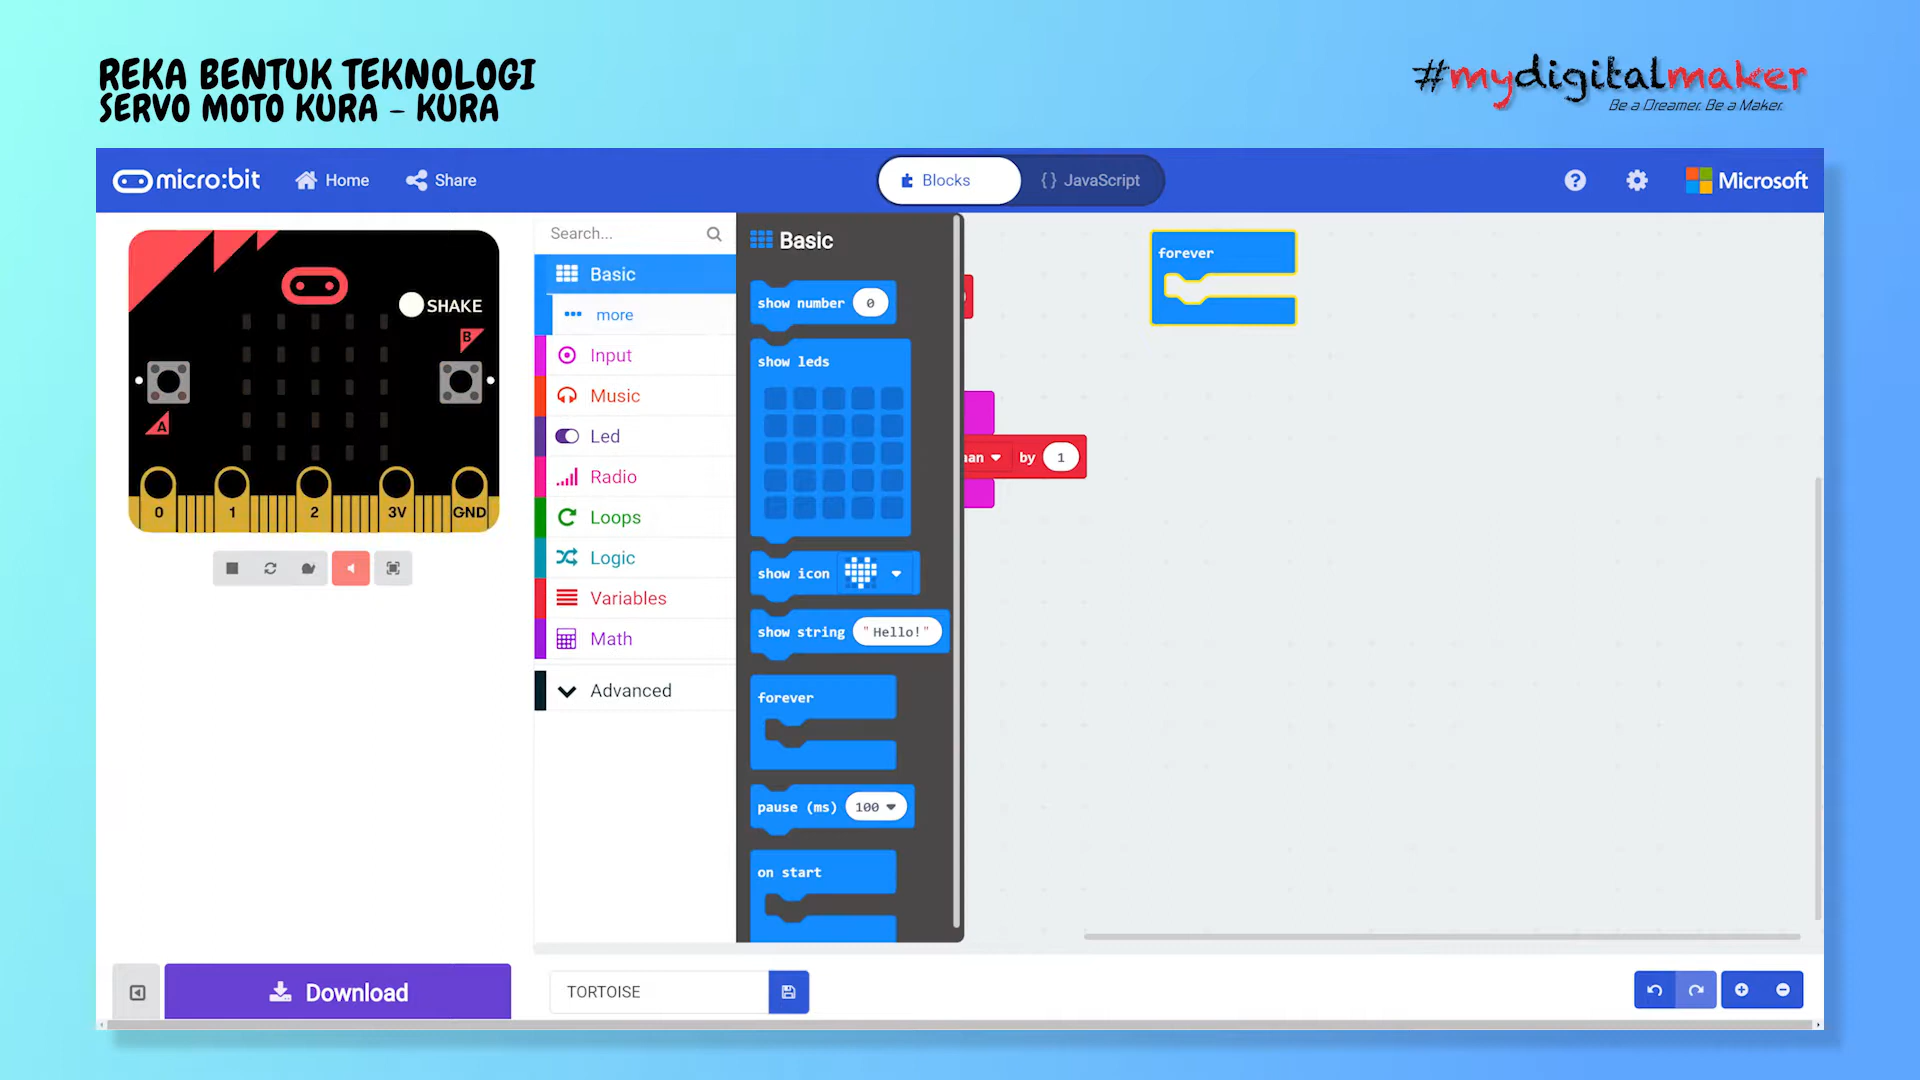 REKA BENTUK TEKNOLOGI
SERVO MOTO KURA - KURA
#mydigitalmaker
Be a Dreamer. Be a Maker.
micro:bit
Home
Share
Blocks
{} JavaScript
?
Microsoft
SHAKE
B
A
0 1 2 3V GND
Search...
Basic
more
Input
Music
Led
Radio
Loops
Logic
Variables
Math
Advanced
Basic
show number 0
show leds
show icon
show string "Hello!"
forever
pause (ms) 100
on start
forever
by 1
Download
TORTOISE